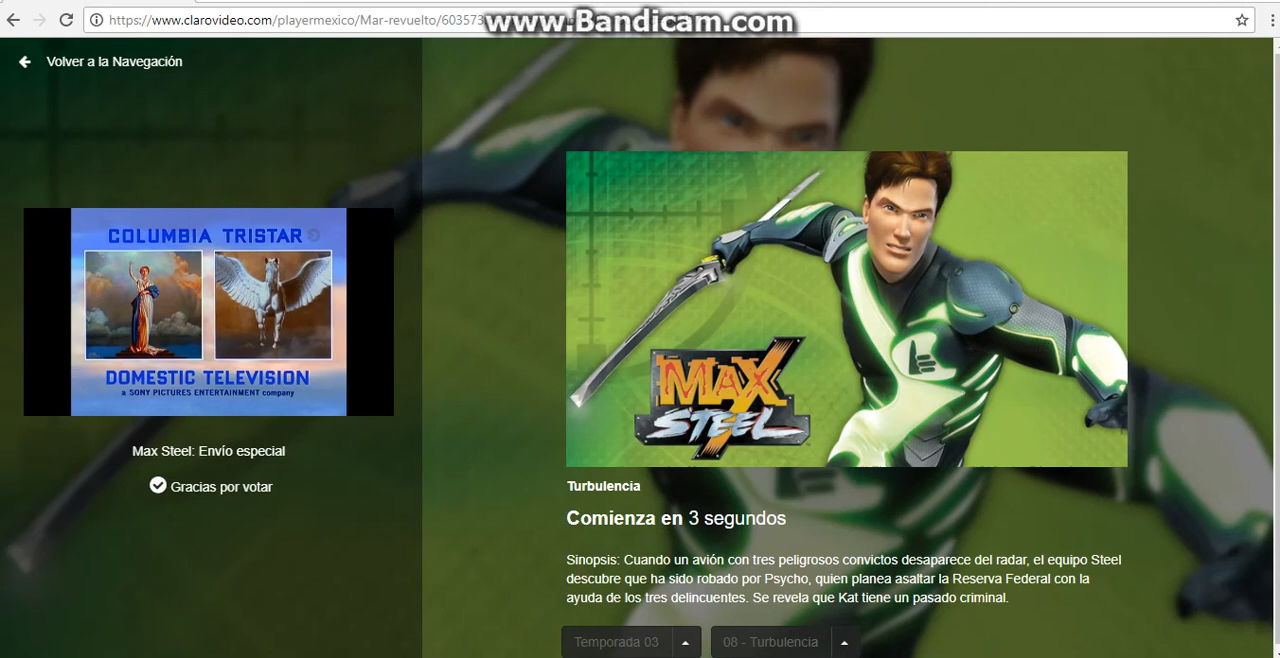 https://www.clarovideo.com/playermexico/Mar-revuelto/603573
www.Bandicam.com
Volver a la Navegación
COLUMBIA TRISTAR
DOMESTIC TELEVISION
a SONY PICTURES ENTERTAINMENT company
Max Steel: Envío especial
Gracias por votar
MAX
STEEL
Turbulencia
Comienza en 3 segundos
Sinopsis: Cuando un avión con tres peligrosos convictos desaparece del radar, el equipo Steel
descubre que ha sido robado por Psycho, quien planea asaltar la Reserva Federal con la
ayuda de los tres delincuentes. Se revela que Kat tiene un pasado criminal.
Temporada 03
08 - Turbulencia